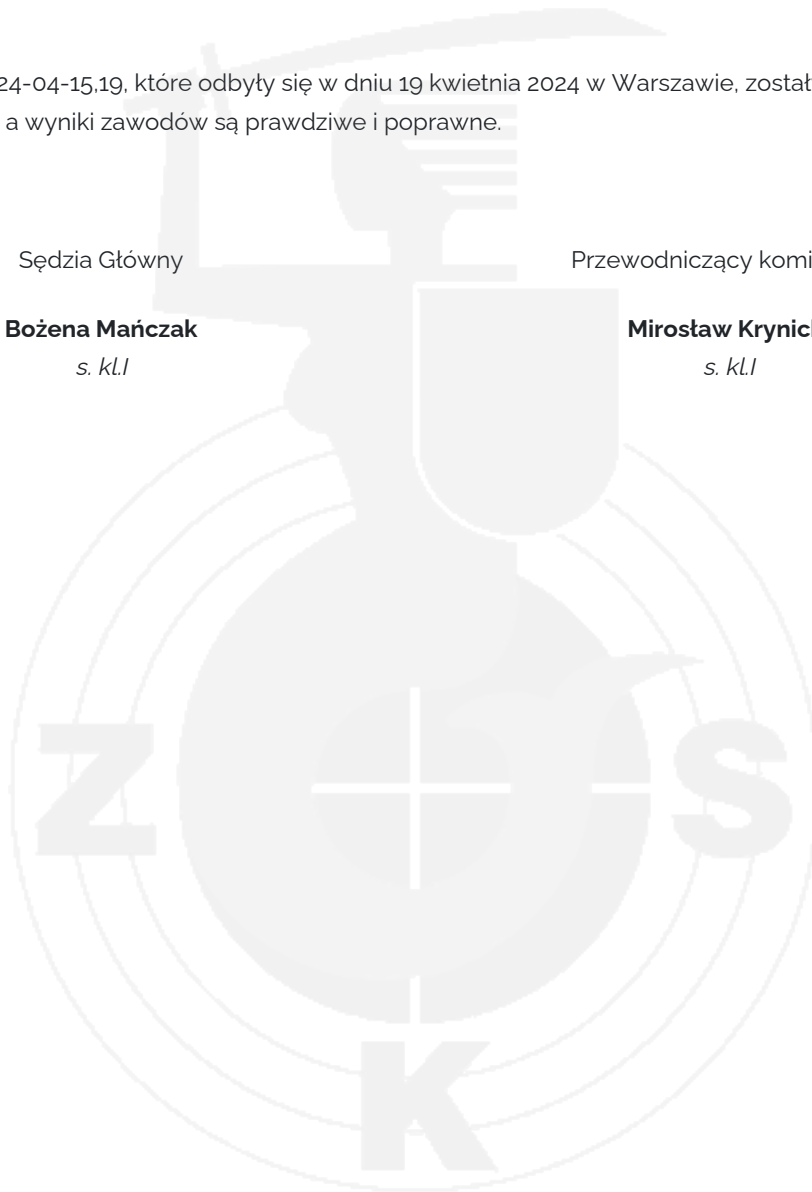 24-04-15,19, które odbyły się w dniu 19 kwietnia 2024 w Warszawie, został
a wyniki zawodów są prawdziwe i poprawne.
Sędzia Główny Przewodniczący komi
Bożena Mańczak Mirosław Krynic
s. kl.I s. kl.I
Z S
K